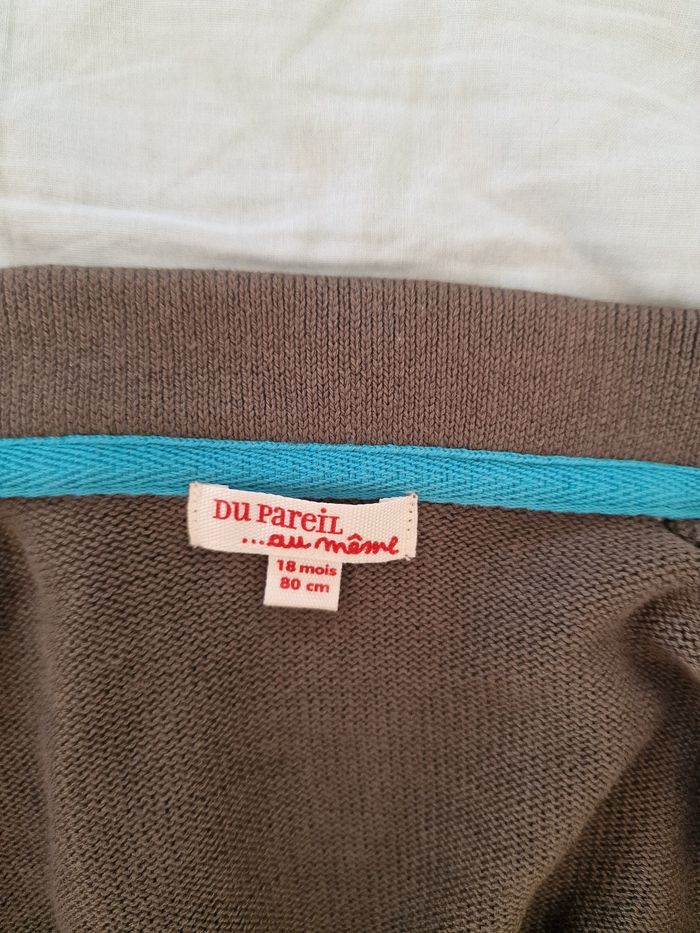 DU PAREIL
...au même
18 mois
80 cm